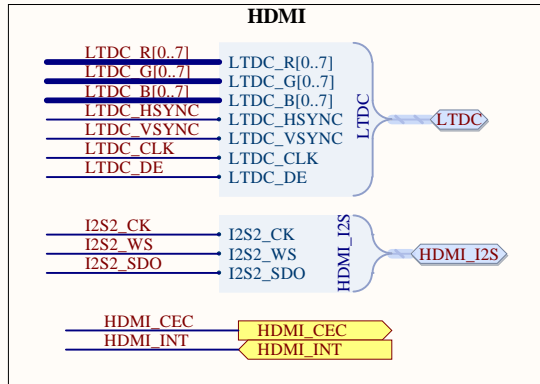 HDMI
LTDC_R[0..7] LTDC_R[0..7]
LTDC_G[0..7] LTDC_G[0..7]
LTDC_B[0..7] LTDC_B[0..7]
LTDC_HSYNC LTDC_HSYNC
LTDC_VSYNC LTDC_VSYNC
LTDC_CLK LTDC_CLK
LTDC_DE LTDC_DE
LTDC
LTDC
I2S2_CK I2S2_CK
I2S2_WS I2S2_WS
I2S2_SDO I2S2_SDO
HDMI_I2S
HDMI_I2S
HDMI_CEC HDMI_CEC
HDMI_INT HDMI_INT